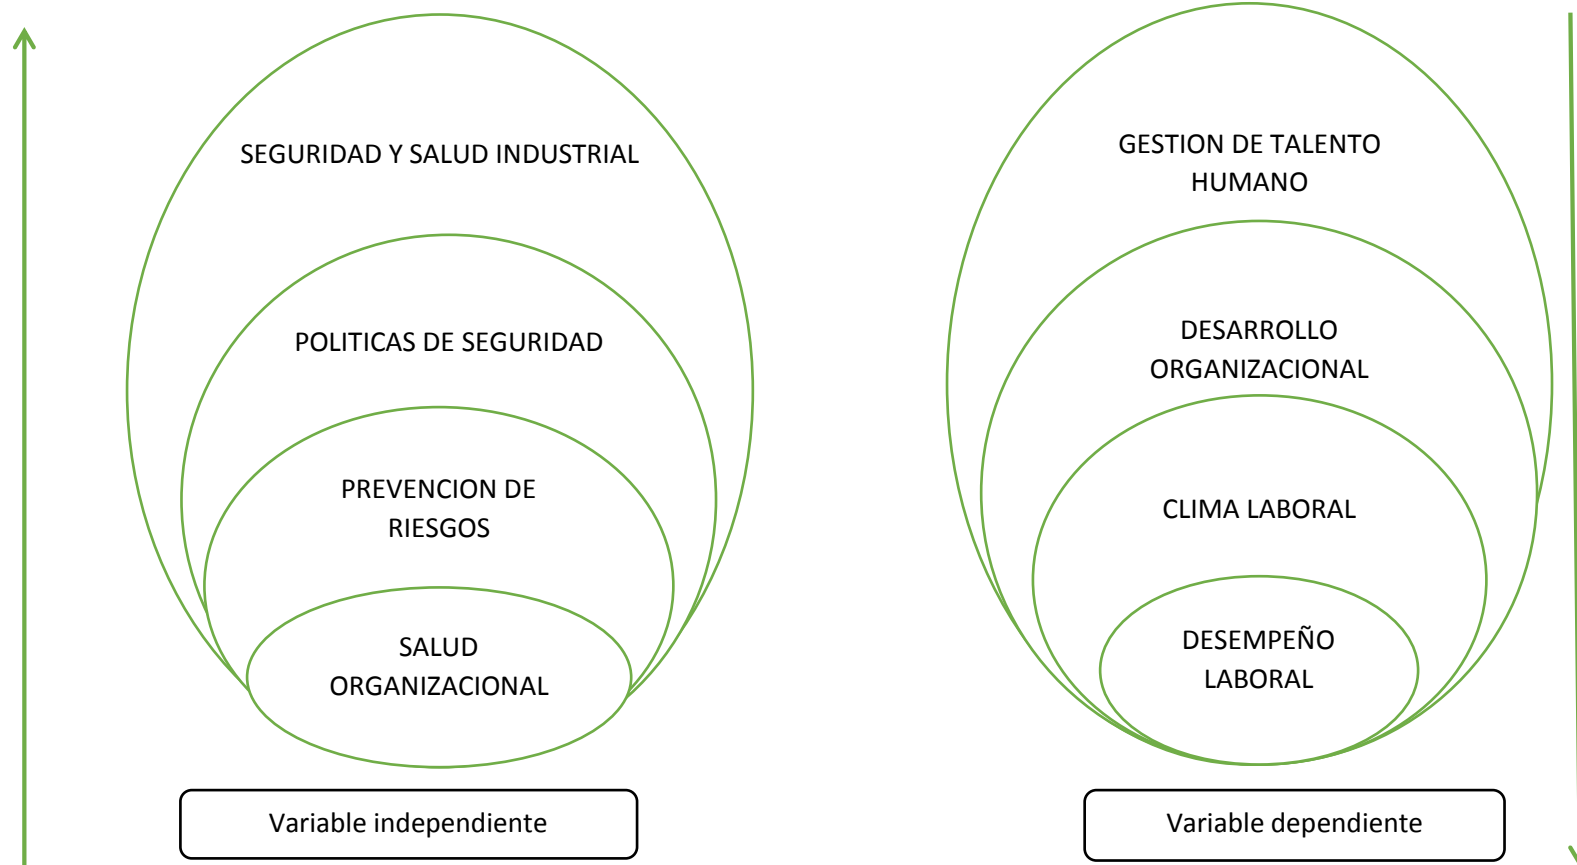 SEGURIDAD Y SALUD INDUSTRIAL
POLITICAS DE SEGURIDAD
PREVENCION DE
RIESGOS
SALUD
ORGANIZACIONAL
Variable independiente
GESTION DE TALENTO
HUMANO
DESARROLLO
ORGANIZACIONAL
CLIMA LABORAL
DESEMPEÑO
LABORAL
Variable dependiente